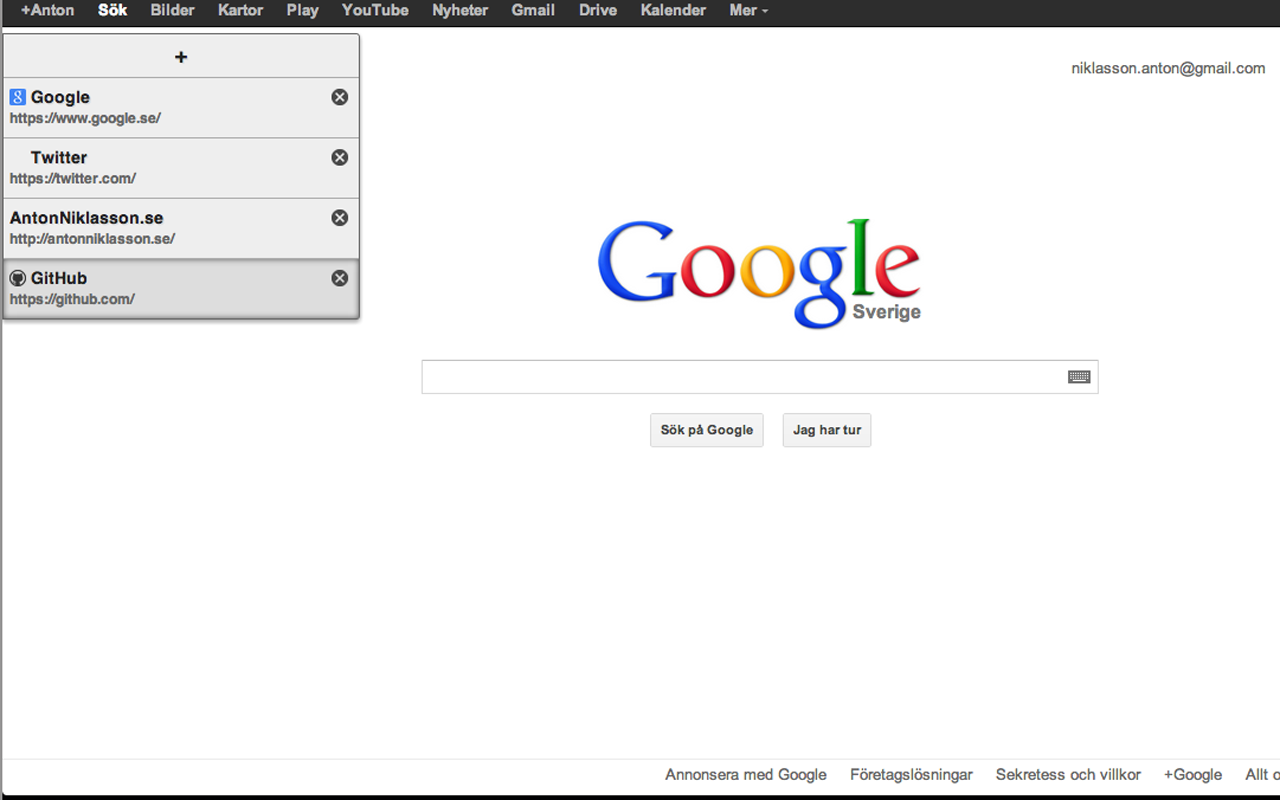 +Anton Sök Bilder Kartor Play YouTube Nyheter Gmail Drive Kalender Mer
+
niklasson.anton@gmail.com
Google
https://www.google.se/
Twitter
https://twitter.com/
AntonNiklasson.se
http://antonniklasson.se/
GitHub
https://github.com/
Google
Sverige
Sök på Google Jag har tur
Annonsera med Google Företagslösningar Sekretess och villkor +Google Allt